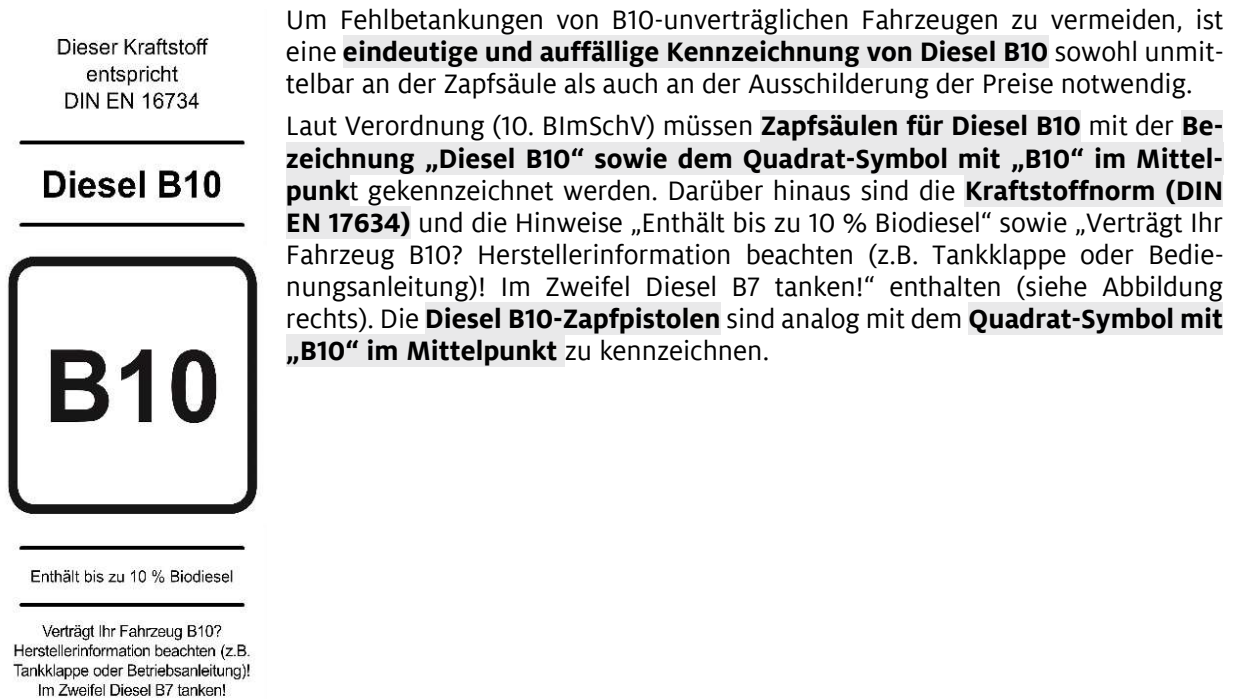 Dieser Kraftstoff
entspricht
DIN EN 16734
Diesel B10
B10
Enthält bis zu 10 % Biodiesel
Verträgt Ihr Fahrzeug B10?
Herstellerinformation beachten (z.B.
Tankklappe oder Betriebsanleitung)!
Im Zweifel Diesel B7 tanken!
Um Fehlbetankungen von B10-unverträglichen Fahrzeugen zu vermeiden, ist
eine eindeutige und auffällige Kennzeichnung von Diesel B10 sowohl unmit-
telbar an der Zapfsäule als auch an der Ausschilderung der Preise notwendig.
Laut Verordnung (10. BImSchV) müssen Zapfsäulen für Diesel B10 mit der Be-
zeichnung „Diesel B10“ sowie dem Quadrat-Symbol mit „B10“ im Mittel-
punkt gekennzeichnet werden. Darüber hinaus sind die Kraftstoffnorm (DIN
EN 17634) und die Hinweise „Enthält bis zu 10 % Biodiesel“ sowie „Verträgt Ihr
Fahrzeug B10? Herstellerinformation beachten (z.B. Tankklappe oder Bedie-
nungsanleitung)! Im Zweifel Diesel B7 tanken!“ enthalten (siehe Abbildung
rechts). Die Diesel B10-Zapfpistolen sind analog mit dem Quadrat-Symbol mit
„B10“ im Mittelpunkt zu kennzeichnen.